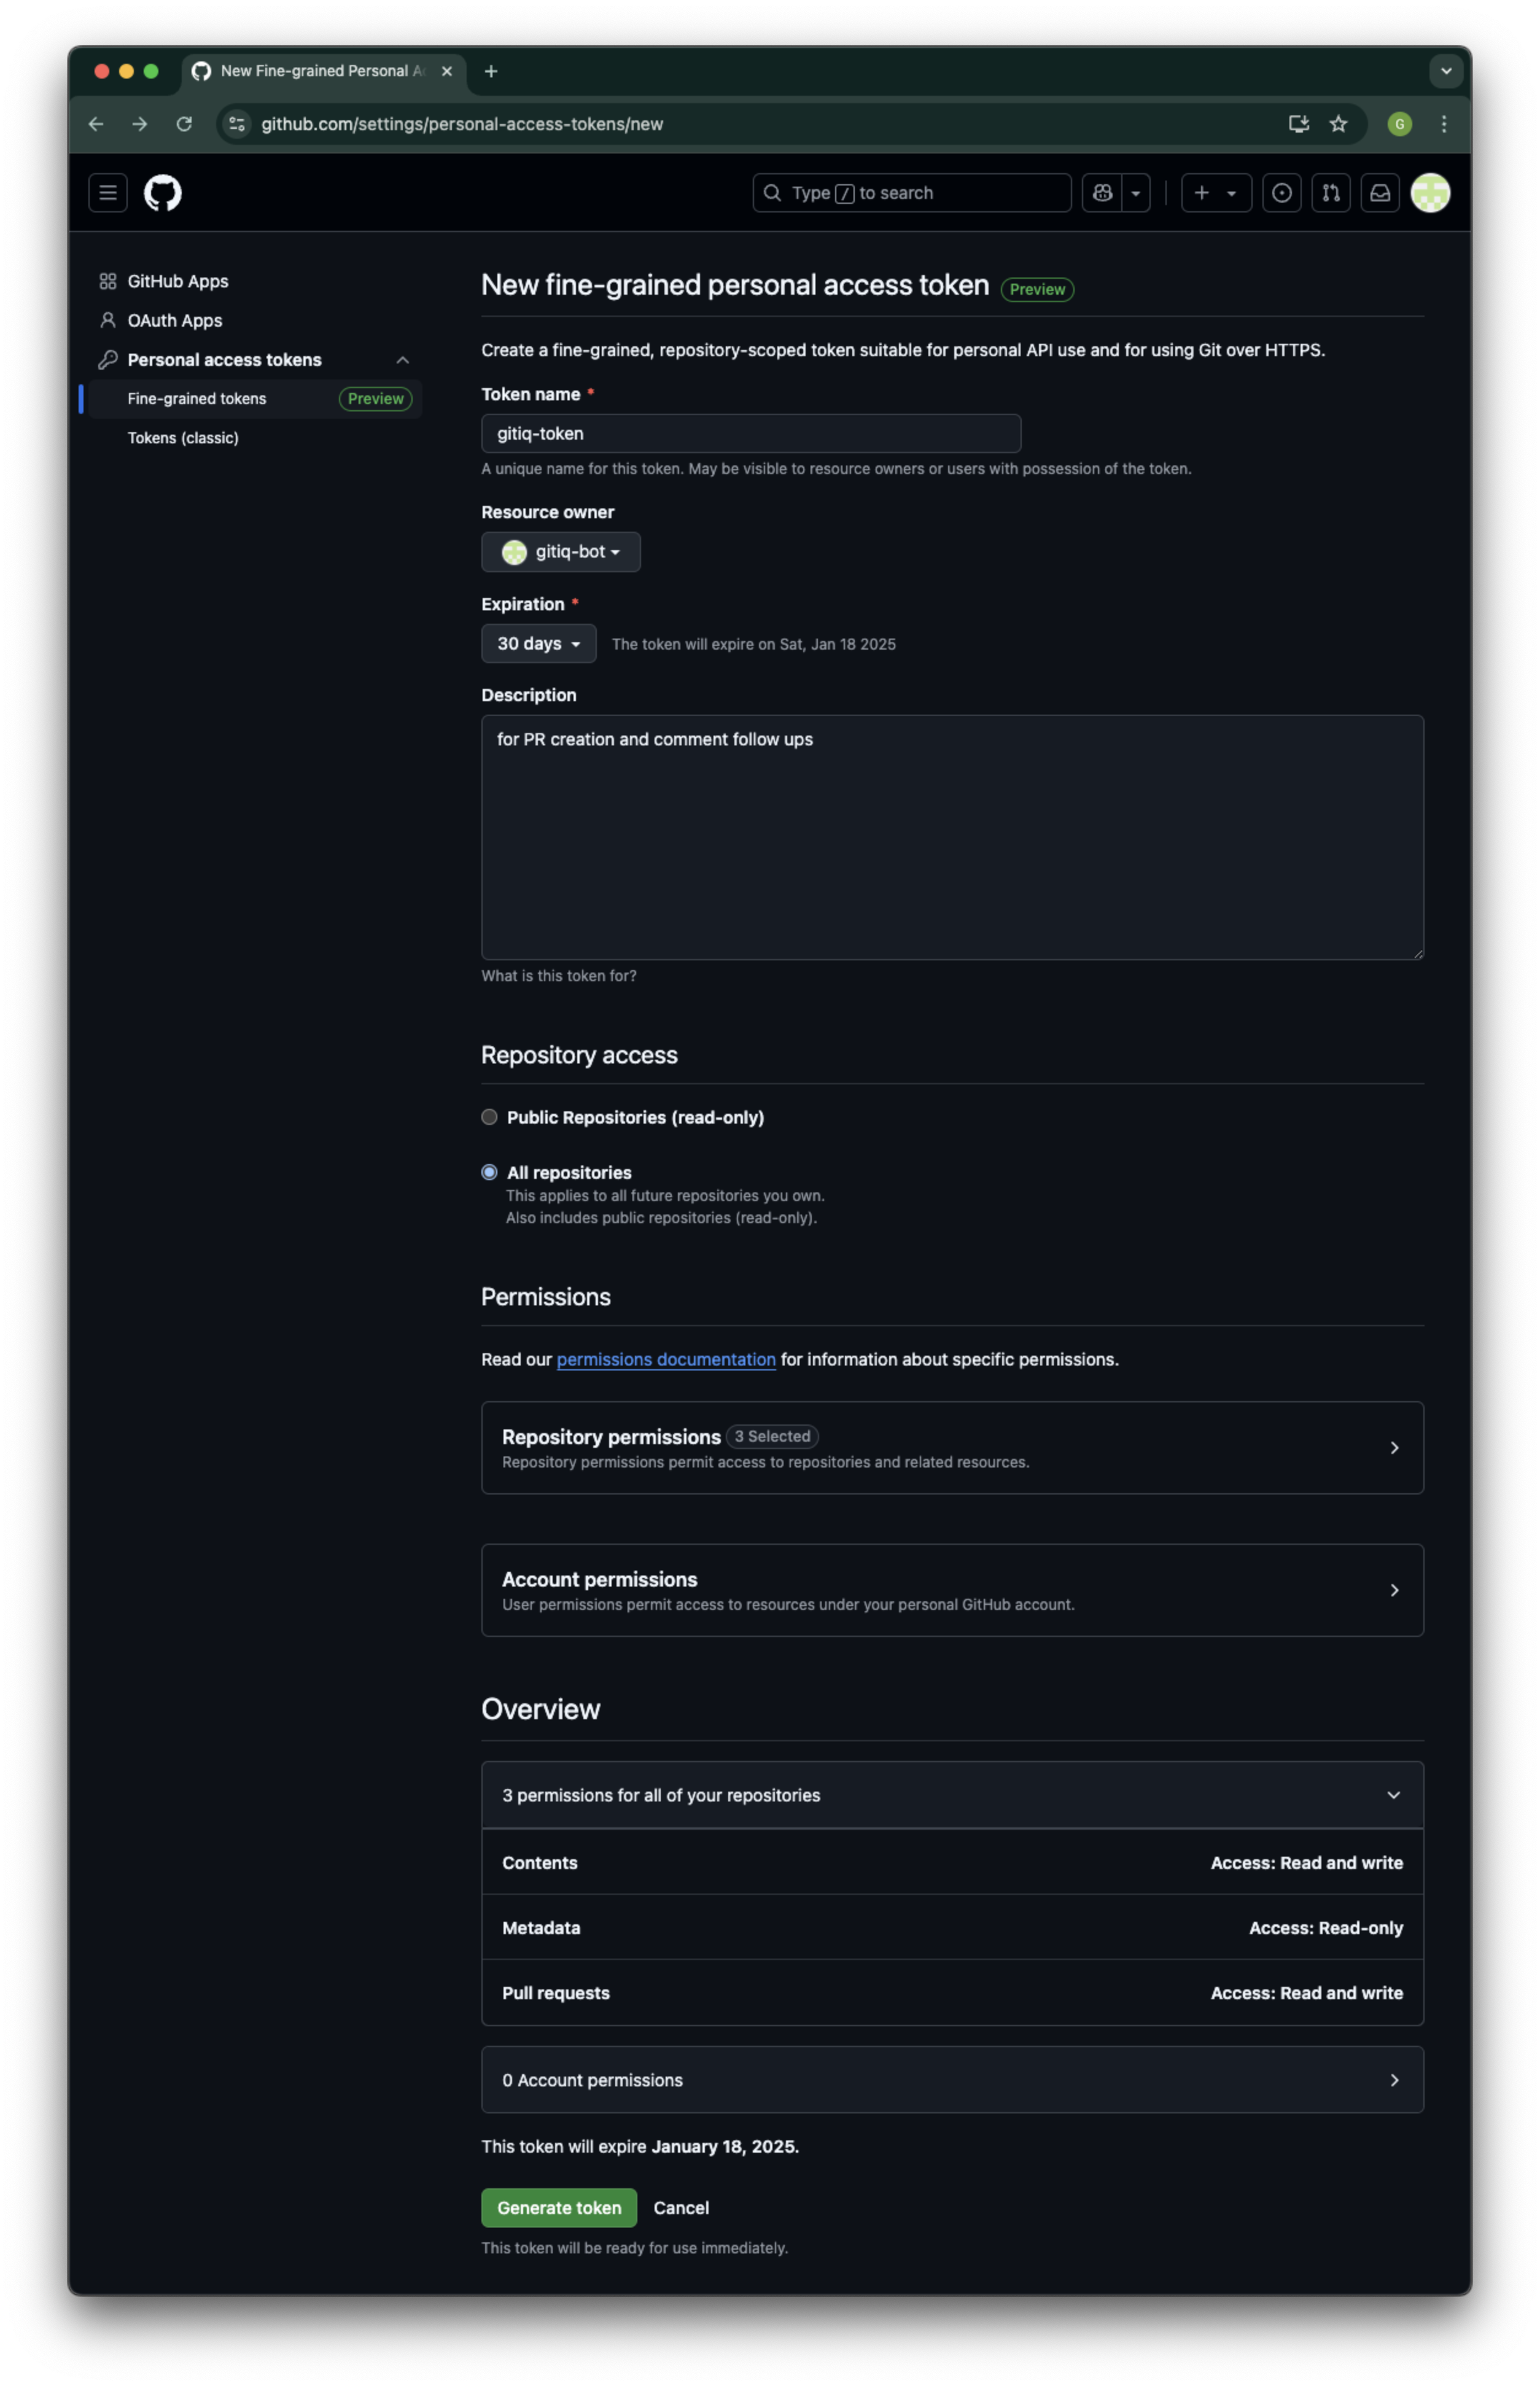 New Fine-grained Personal Ac
github.com/settings/personal-access-tokens/new
G
Type / to search
GitHub Apps
OAuth Apps
Personal access tokens
Fine-grained tokens Preview
Tokens (classic)
New fine-grained personal access token Preview
Create a fine-grained, repository-scoped token suitable for personal API use and for using Git over HTTPS.
Token name *
gitiq-token
A unique name for this token. May be visible to resource owners or users with possession of the token.
Resource owner
gitiq-bot
Expiration *
30 days The token will expire on Sat, Jan 18 2025
Description
for PR creation and comment follow ups
What is this token for?
Repository access
Public Repositories (read-only)
All repositories
This applies to all future repositories you own.
Also includes public repositories (read-only).
Permissions
Read our permissions documentation for information about specific permissions.
Repository permissions 3 Selected
Repository permissions permit access to repositories and related resources.
Account permissions
User permissions permit access to resources under your personal GitHub account.
Overview
3 permissions for all of your repositories
Contents Access: Read and write
Metadata Access: Read-only
Pull requests Access: Read and write
0 Account permissions
This token will expire January 18, 2025.
Generate token Cancel
This token will be ready for use immediately.